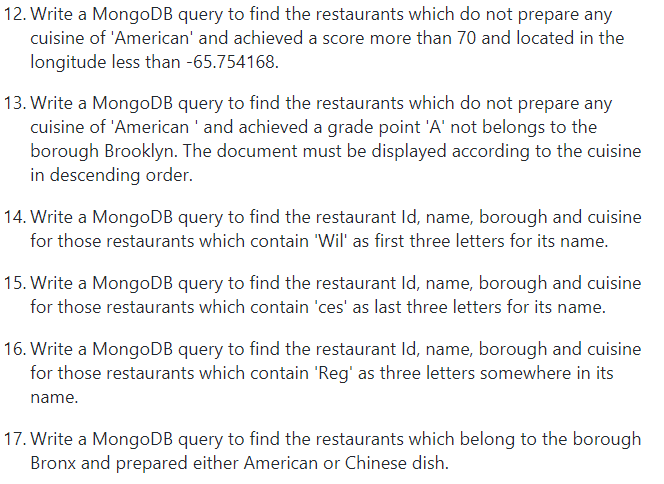 12. Write a MongoDB query to find the restaurants which do not prepare any
cuisine of 'American' and achieved a score more than 70 and located in the
longitude less than -65.754168.
13. Write a MongoDB query to find the restaurants which do not prepare any
cuisine of 'American ' and achieved a grade point 'A' not belongs to the
borough Brooklyn. The document must be displayed according to the cuisine
in descending order.
14. Write a MongoDB query to find the restaurant Id, name, borough and cuisine
for those restaurants which contain 'Wil' as first three letters for its name.
15. Write a MongoDB query to find the restaurant Id, name, borough and cuisine
for those restaurants which contain 'ces' as last three letters for its name.
16. Write a MongoDB query to find the restaurant Id, name, borough and cuisine
for those restaurants which contain 'Reg' as three letters somewhere in its
name.
17. Write a MongoDB query to find the restaurants which belong to the borough
Bronx and prepared either American or Chinese dish.